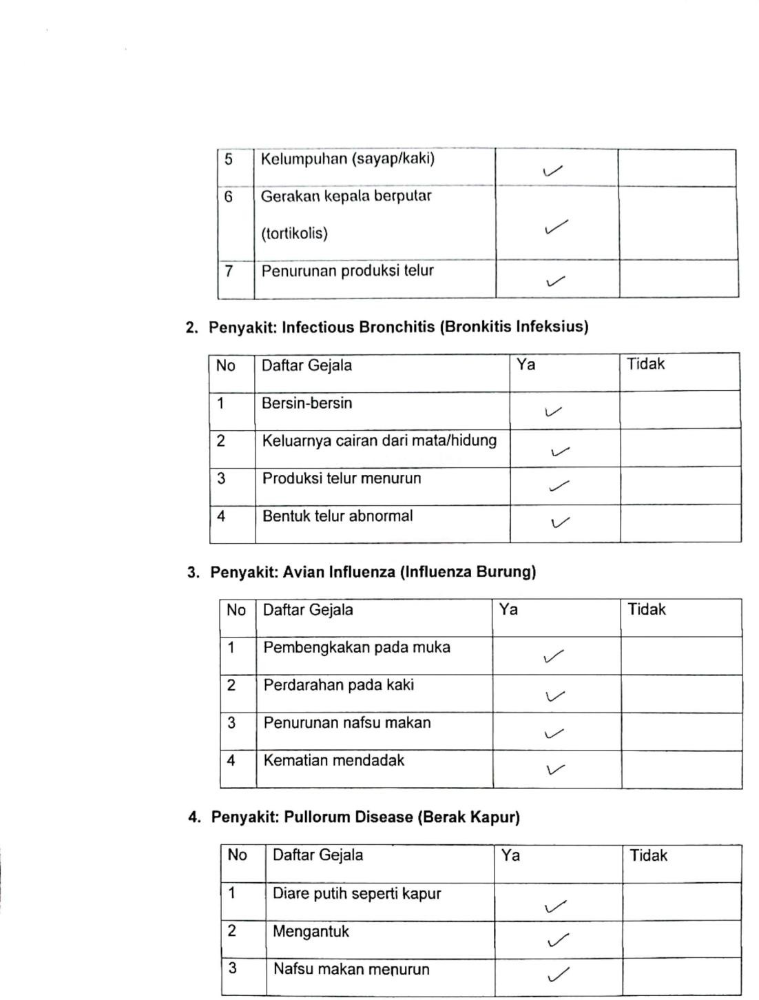 5 Kelumpuhan (sayap/kaki) ✓
6 Gerakan kepala berputar
(tortikolis) ✓
7 Penurunan produksi telur ✓
2. Penyakit: Infectious Bronchitis (Bronkitis Infeksius)
No Daftar Gejala Ya Tidak
1 Bersin-bersin ✓
2 Keluarnya cairan dari mata/hidung ✓
3 Produksi telur menurun ✓
4 Bentuk telur abnormal ✓
3. Penyakit: Avian Influenza (Influenza Burung)
No Daftar Gejala Ya Tidak
1 Pembengkakan pada muka ✓
2 Perdarahan pada kaki ✓
3 Penurunan nafsu makan ✓
4 Kematian mendadak ✓
4. Penyakit: Pullorum Disease (Berak Kapur)
No Daftar Gejala Ya Tidak
1 Diare putih seperti kapur ✓
2 Mengantuk ✓
3 Nafsu makan menurun ✓